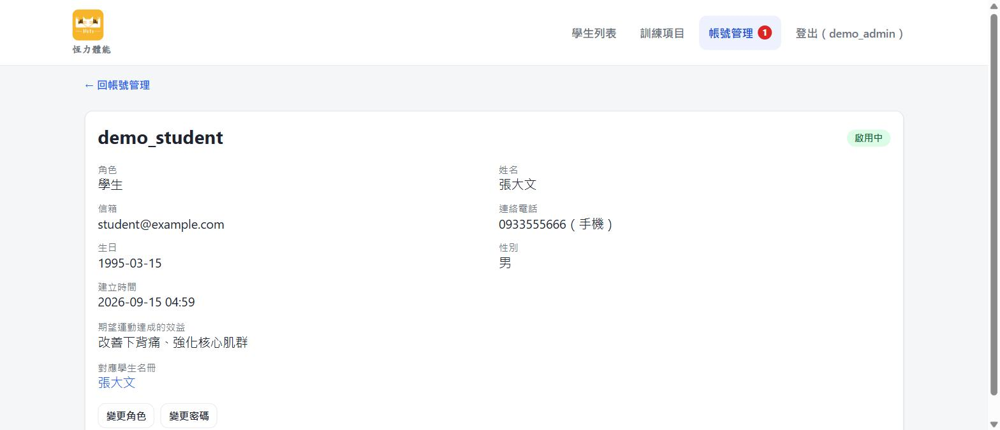 恆力體能
學生列表
訓練項目
帳號管理 1
登出 ( demo_admin )
← 回帳號管理
demo_student
啟用中
角色
學生
姓名
張大文
信箱
student@example.com
連絡電話
0933555666 ( 手機 )
生日
1995-03-15
性別
男
建立時間
2026-09-15 04:59
期望運動達成的效益
改善下背痛、強化核心肌群
對應學生名冊
張大文
變更角色
變更密碼